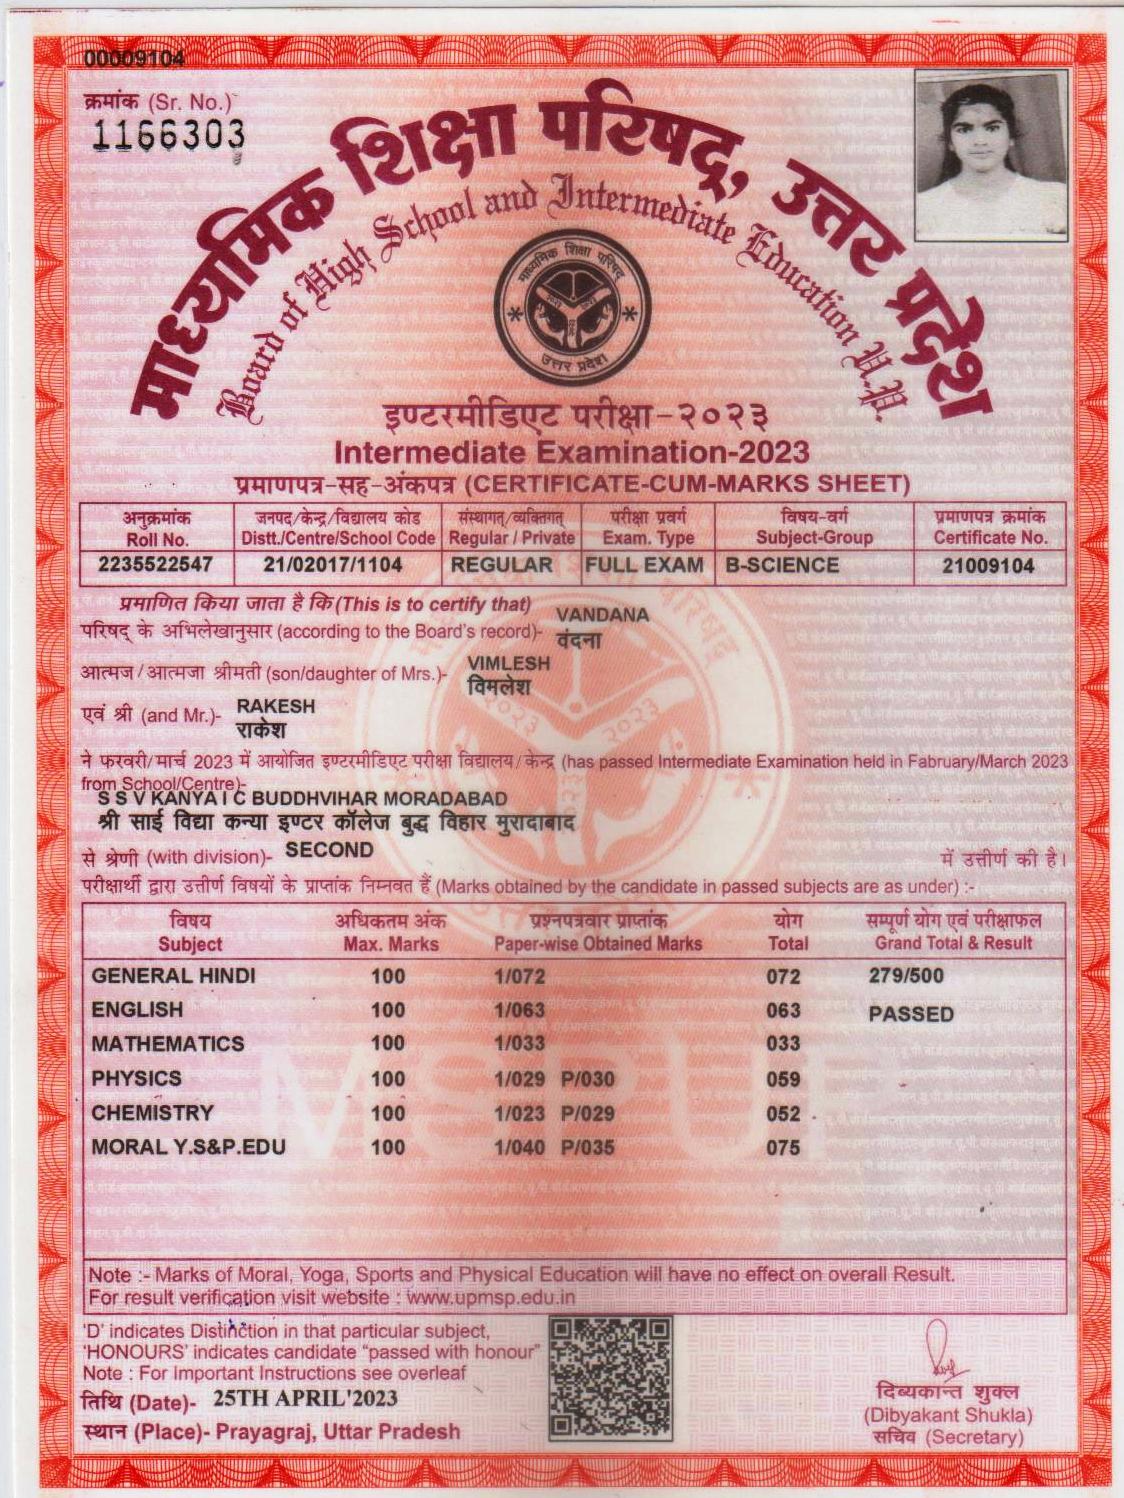 00009104
क्रमांक (Sr. No.)
1166303
माध्यमिक शिक्षा परिषद्, उत्तर प्रदेश
Board of High School and Intermediate Education U.P.
माध्यमिक शिक्षा परिषद्
उत्तर प्रदेश
इण्टरमीडिएट परीक्षा-२०२३
Intermediate Examination-2023
प्रमाणपत्र-सह-अंकपत्र (CERTIFICATE-CUM-MARKS SHEET)
अनुक्रमांक जनपद/केन्द्र/विद्यालय कोड संस्थागत्/व्यक्तिगत् परीक्षा प्रवर्ग विषय-वर्ग प्रमाणपत्र क्रमांक
Roll No. Distt./Centre/School Code Regular / Private Exam. Type Subject-Group Certificate No.
2235522547 21/02017/1104 REGULAR FULL EXAM B-SCIENCE 21009104
प्रमाणित किया जाता है कि (This is to certify that) VANDANA
परिषद् के अभिलेखानुसार (according to the Board's record)- वंदना
आत्मज/आत्मजा श्रीमती (son/daughter of Mrs.)- VIMLESH
विमलेश
एवं श्री (and Mr.)- RAKESH
राकेश
ने फरवरी/मार्च 2023 में आयोजित इण्टरमीडिएट परीक्षा विद्यालय/केन्द्र (has passed Intermediate Examination held in Fabruary/March 2023
from School/Centre)-
S S V KANYA I C BUDDHVIHAR MORADABAD
श्री साई विद्या कन्या इण्टर कॉलेज बुद्ध विहार मुरादाबाद
से श्रेणी (with division)- SECOND में उत्तीर्ण की है।
परीक्षार्थी द्वारा उत्तीर्ण विषयों के प्राप्तांक निम्नवत हैं (Marks obtained by the candidate in passed subjects are as under) :-
विषय अधिकतम अंक प्रश्नपत्रवार प्राप्तांक योग सम्पूर्ण योग एवं परीक्षाफल
Subject Max. Marks Paper-wise Obtained Marks Total Grand Total & Result
GENERAL HINDI 100 1/072 072 279/500
ENGLISH 100 1/063 063 PASSED
MATHEMATICS 100 1/033 033
PHYSICS 100 1/029 P/030 059
CHEMISTRY 100 1/023 P/029 052
MORAL Y.S&P.EDU 100 1/040 P/035 075
Note :- Marks of Moral, Yoga, Sports and Physical Education will have no effect on overall Result.
For result verification visit website : www.upmsp.edu.in
'D' indicates Distinction in that particular subject,
'HONOURS' indicates candidate "passed with honour"
Note : For Important Instructions see overleaf
तिथि (Date)- 25TH APRIL'2023
स्थान (Place)- Prayagraj, Uttar Pradesh
दिव्यकान्त शुक्ल
(Dibyakant Shukla)
सचिव (Secretary)